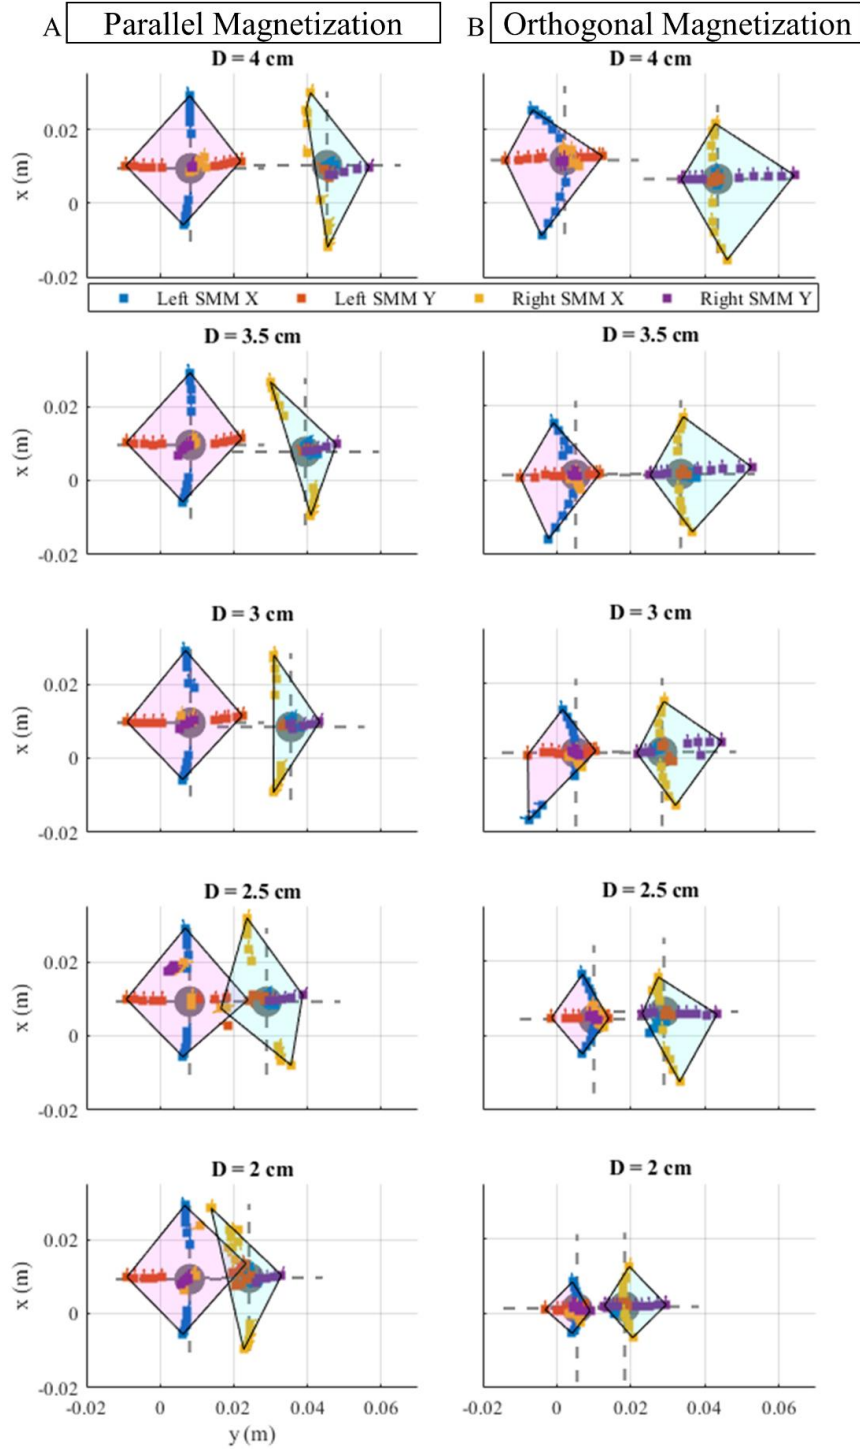 A Parallel Magnetization B Orthogonal Magnetization
D = 4 cm D = 4 cm
x (m)
0.02
0
-0.02
Left SMM X Left SMM Y Right SMM X Right SMM Y
D = 3.5 cm D = 3.5 cm
x (m)
0.02
0
-0.02
D = 3 cm D = 3 cm
x (m)
0.02
0
-0.02
D = 2.5 cm D = 2.5 cm
x (m)
0.02
0
-0.02
D = 2 cm D = 2 cm
x (m)
0.02
0
-0.02
-0.02 0 0.02 0.04 0.06 -0.02 0 0.02 0.04 0.06
y (m)